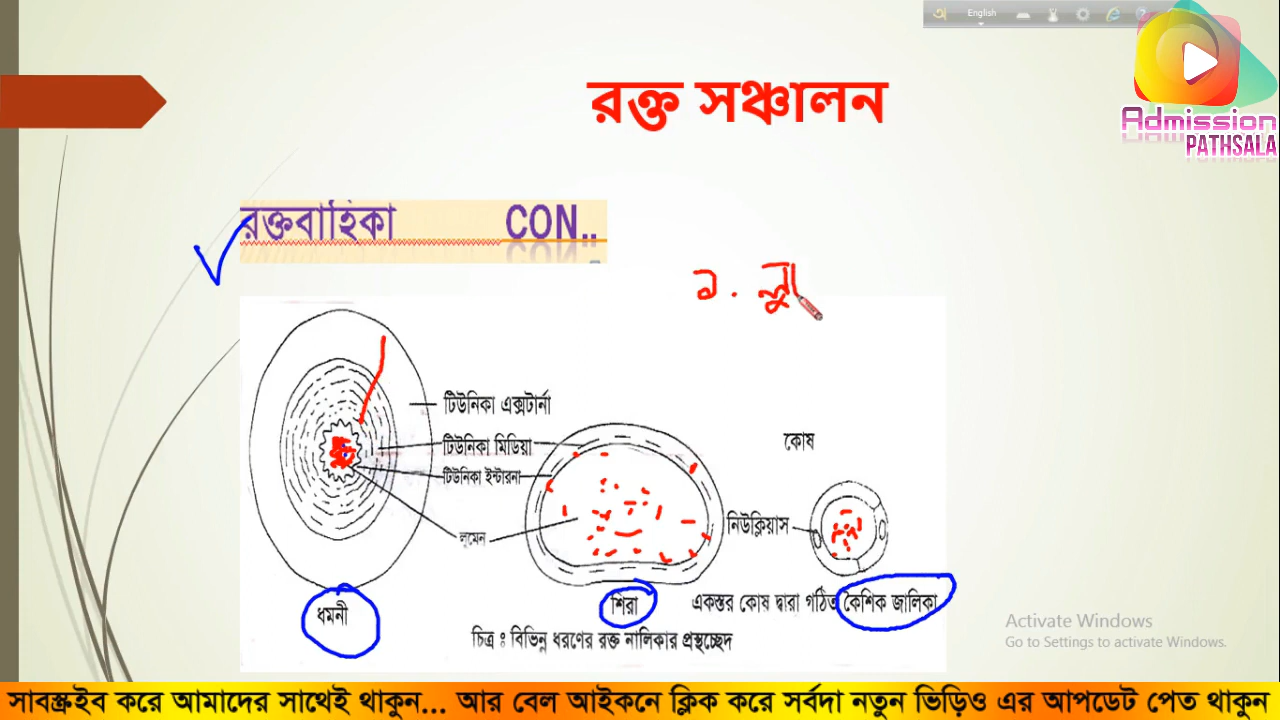 English
Admission
PATHSALA
রক্ত সঞ্চালন
রক্তবাহিকা CON..
১. লু
টিউনিকা এক্সটার্না
টিউনিকা মিডিয়া
টিউনিকা ইন্টারনা
লুমেন
কোষ
নিউক্লিয়াস
ধমনী
শিরা
একস্তর কোষ দ্বারা গঠিত কৈশিক জালিকা
চিত্র ঃ বিভিন্ন ধরণের রক্ত নালিকার প্রস্থচ্ছেদ
Activate Windows
Go to Settings to activate Windows.
সাবস্ক্রইব করে আমাদের সাথেই থাকুন... আর বেল আইকনে ক্লিক করে সর্বদা নতুন ভিড়িও এর আপডেট পেত থাকুন